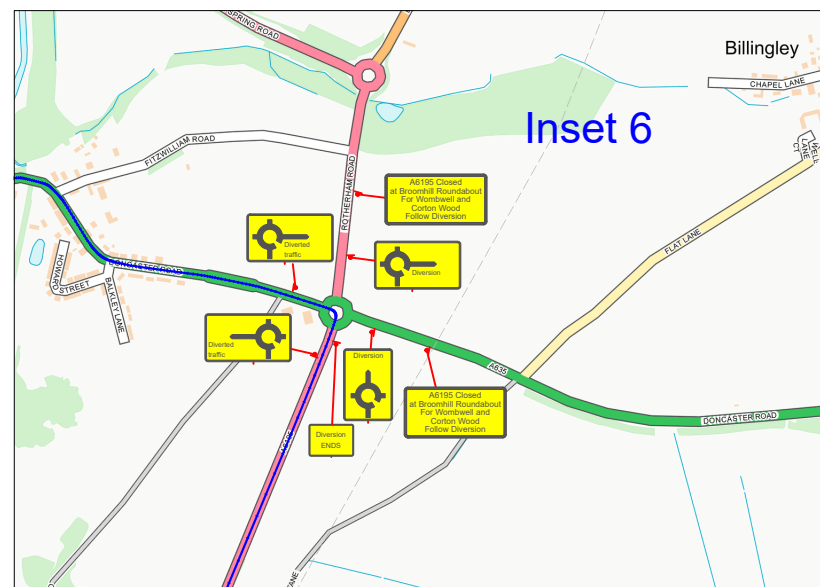 SPRING ROAD
Billingley
CHAPEL LANE
Inset 6
FITZWILLIAM ROAD
ROTHERHAM ROAD
A6195 Closed
at Broomhill Roundabout
For Wombwell and
Corton Wood
Follow Diversion
Diverted
traffic
Diversion
FLAT LANE
DONCASTER ROAD
HOWARD
STREET
BALKLEY LANE
Diverted
traffic
Diversion
A635
A6195 Closed
at Broomhill Roundabout
For Wombwell and
Corton Wood
Follow Diversion
DONCASTER ROAD
Diversion
ENDS